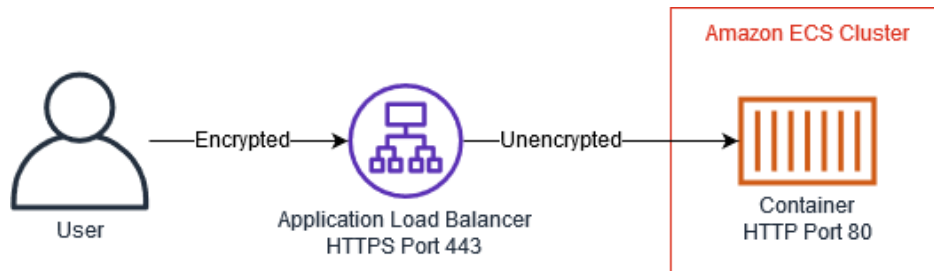 Amazon ECS Cluster
Encrypted
Unencrypted
User
Application Load Balancer
HTTPS Port 443
Container
HTTP Port 80